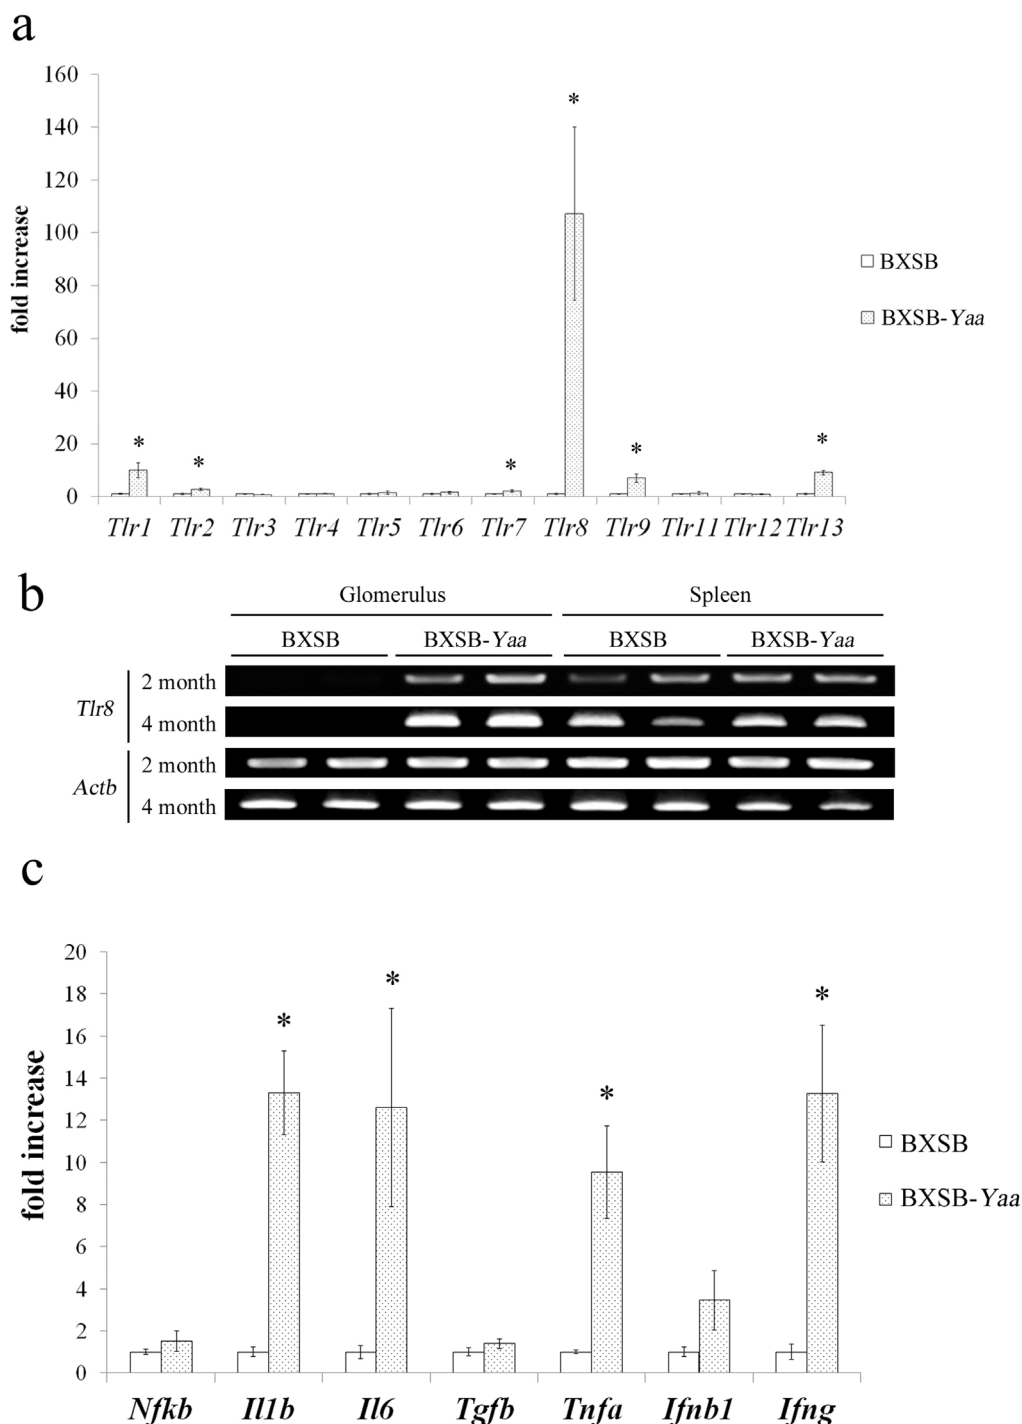 a
160
140
120
100
80
60
40
20
0
fold increase
*
*
*
*
*
*
BXSB
BXSB-Yaa
Tlr1 Tlr2 Tlr3 Tlr4 Tlr5 Tlr6 Tlr7 Tlr8 Tlr9 Tlr11 Tlr12 Tlr13
b
Glomerulus Spleen
BXSB BXSB-Yaa BXSB BXSB-Yaa
Tlr8
2 month
4 month
Actb
2 month
4 month
c
20
18
16
14
12
10
8
6
4
2
0
fold increase
*
*
*
*
BXSB
BXSB-Yaa
Nfkb Il1b Il6 Tgfb Tnfa Ifnb1 Ifng